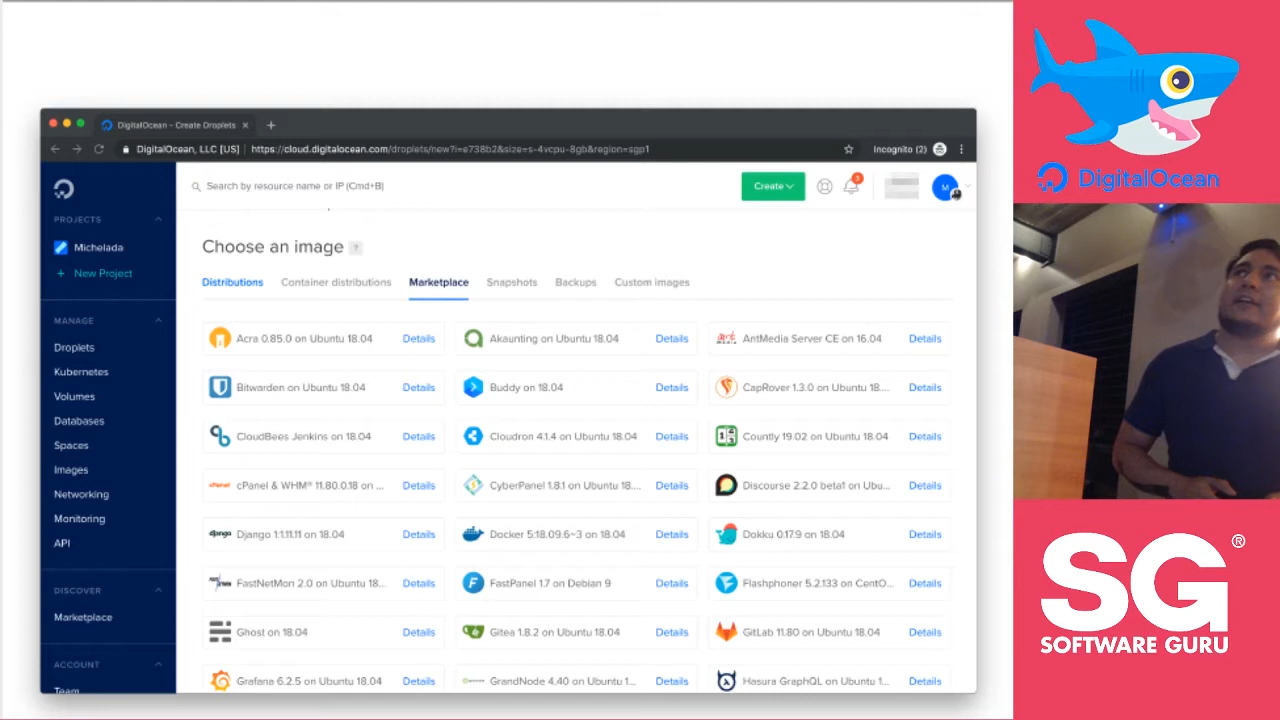 DigitalOcean - Create Droplets
DigitalOcean, LLC [US] | https://cloud.digitalocean.com/droplets/new?i=e738b2&size=s-4vcpu-8gb&region=sgp1
Incognito (2)
Search by resource name or IP (Cmd+B)
Create
3
M
PROJECTS
Michelada
+ New Project
MANAGE
Droplets
Kubernetes
Volumes
Databases
Spaces
Images
Networking
Monitoring
API
DISCOVER
Marketplace
ACCOUNT
Team
Choose an image ?
Distributions Container distributions Marketplace Snapshots Backups Custom images
Acra 0.85.0 on Ubuntu 18.04 Details Akaunting on Ubuntu 18.04 Details AntMedia Server CE on 16.04 Details
Bitwarden on Ubuntu 18.04 Details Buddy on 18.04 Details CapRover 1.3.0 on Ubuntu 18.... Details
CloudBees Jenkins on 18.04 Details Cloudron 4.1.4 on Ubuntu 18.04 Details Countly 19.02 on Ubuntu 18.04 Details
cPanel & WHM® 11.80.0.18 on ... Details CyberPanel 1.8.1 on Ubuntu 18.... Details Discourse 2.2.0 beta1 on Ubu... Details
django Django 1:1.11.11 on 18.04 Details Docker 5:18.09.6~3 on 18.04 Details Dokku 0.17.9 on 18.04 Details
FastNetMon 2.0 on Ubuntu 18... Details FastPanel 1.7 on Debian 9 Details Flashphoner 5.2.133 on CentO... Details
Ghost on 18.04 Details Gitea 1.8.2 on Ubuntu 18.04 Details GitLab 11.80 on Ubuntu 18.04 Details
Grafana 6.2.5 on Ubuntu 18.04 Details GrandNode 4.40 on Ubuntu 1... Details Hasura GraphQL on Ubuntu 1... Details
DigitalOcean
SG®
SOFTWARE GURU